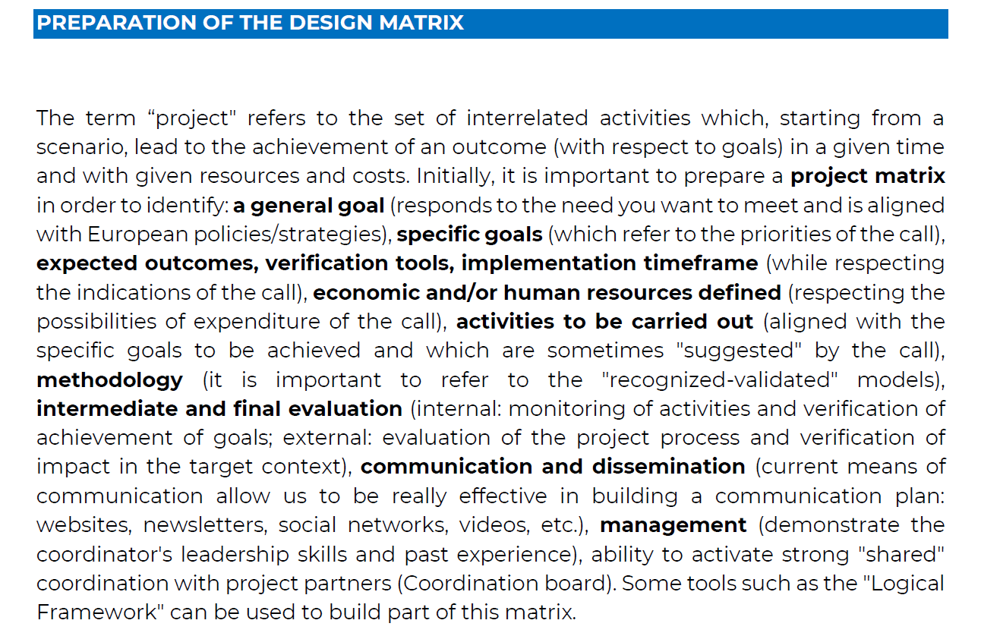 PREPARATION OF THE DESIGN MATRIX
The term “project" refers to the set of interrelated activities which, starting from a
scenario, lead to the achievement of an outcome (with respect to goals) in a given time
and with given resources and costs. Initially, it is important to prepare a project matrix
in order to identify: a general goal (responds to the need you want to meet and is aligned
with European policies/strategies), specific goals (which refer to the priorities of the call),
expected outcomes, verification tools, implementation timeframe (while respecting
the indications of the call), economic and/or human resources defined (respecting the
possibilities of expenditure of the call), activities to be carried out (aligned with the
specific goals to be achieved and which are sometimes "suggested" by the call),
methodology (it is important to refer to the "recognized-validated" models),
intermediate and final evaluation (internal: monitoring of activities and verification of
achievement of goals; external: evaluation of the project process and verification of
impact in the target context), communication and dissemination (current means of
communication allow us to be really effective in building a communication plan:
websites, newsletters, social networks, videos, etc.), management (demonstrate the
coordinator's leadership skills and past experience), ability to activate strong "shared"
coordination with project partners (Coordination board). Some tools such as the "Logical
Framework" can be used to build part of this matrix.